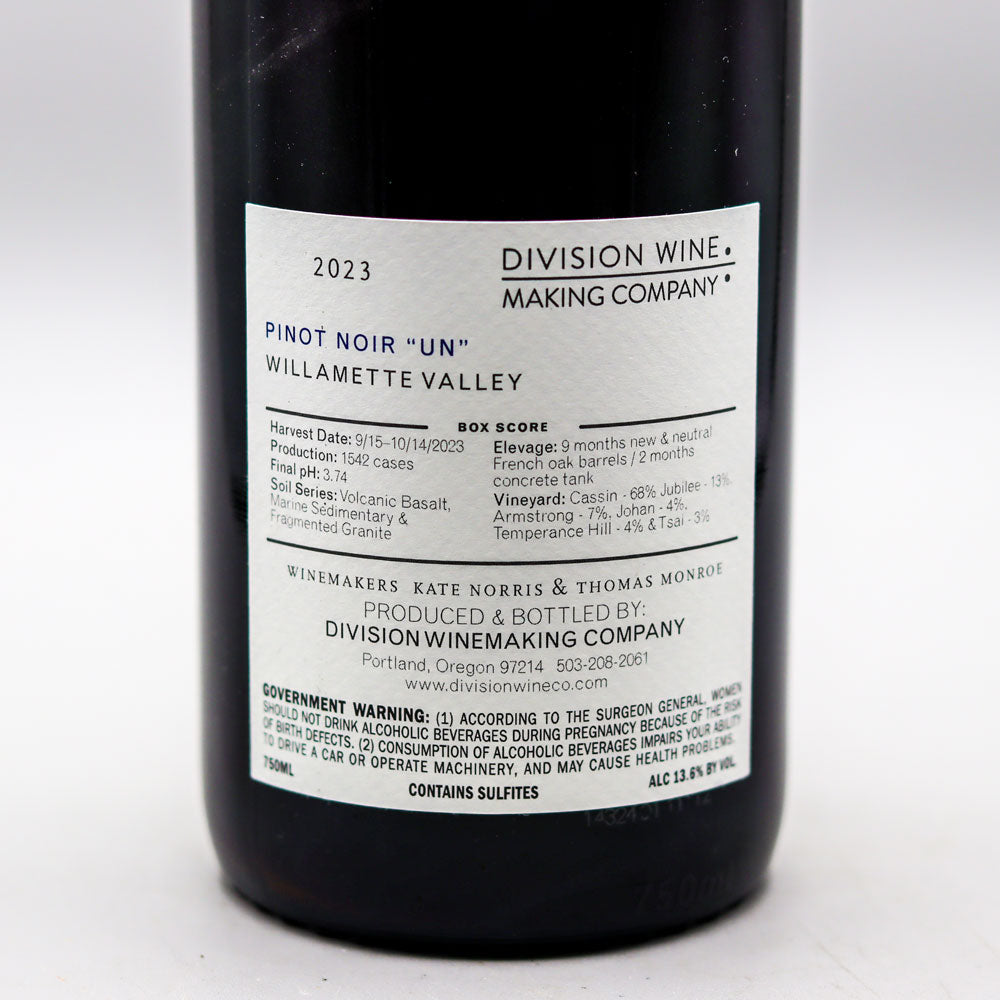 2023
DIVISION WINE
MAKING COMPANY
PINOT NOIR “UN”
WILLAMETTE VALLEY
BOX SCORE
Harvest Date: 9/15–10/14/2023
Production: 1542 cases
Final pH: 3.74
Soil Series: Volcanic Basalt,
Marine Sedimentary &
Fragmented Granite
Elevage: 9 months new & neutral
French oak barrels / 2 months
concrete tank
Vineyard: Cassin - 68% Jubilee - 13%,
Armstrong - 7%, Johan - 4%,
Temperance Hill - 4% & Tsai - 3%
WINEMAKERS KATE NORRIS & THOMAS MONROE
PRODUCED & BOTTLED BY:
DIVISION WINEMAKING COMPANY
Portland, Oregon 97214 503-208-2061
www.divisionwineco.com
GOVERNMENT WARNING: (1) ACCORDING TO THE SURGEON GENERAL, WOMEN
SHOULD NOT DRINK ALCOHOLIC BEVERAGES DURING PREGNANCY BECAUSE OF THE RISK
OF BIRTH DEFECTS. (2) CONSUMPTION OF ALCOHOLIC BEVERAGES IMPAIRS YOUR ABILITY
TO DRIVE A CAR OR OPERATE MACHINERY, AND MAY CAUSE HEALTH PROBLEMS.
750ML
CONTAINS SULFITES
ALC 13.6% BY VOL.
750ml